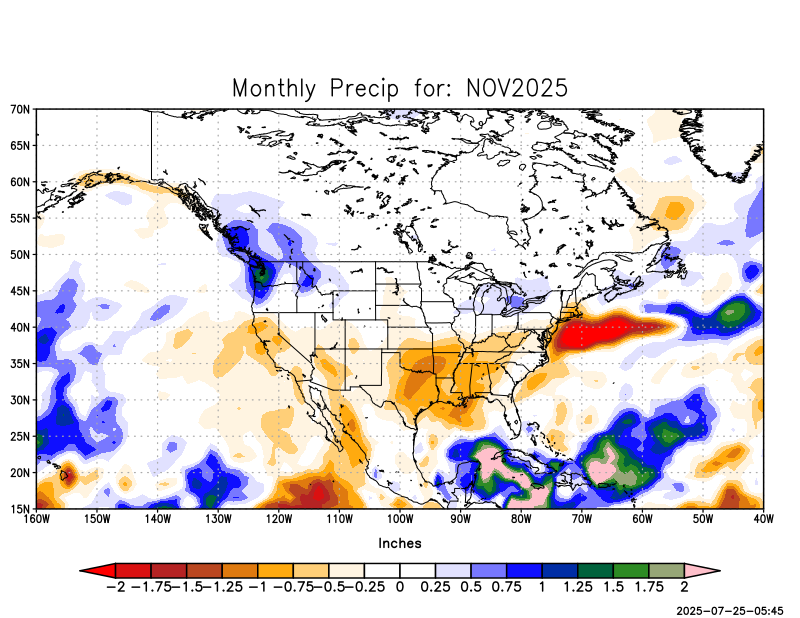 Monthly Precip for: NOV2025
70N
65N
60N
55N
50N
45N
40N
35N
30N
25N
20N
15N
160W 150W 140W 130W 120W 110W 100W 90W 80W 70W 60W 50W 40W
Inches
−2 −1.75 −1.5 −1.25 −1 −0.75 −0.5 −0.25 0 0.25 0.5 0.75 1 1.25 1.5 1.75 2
2025-07-25-05:45